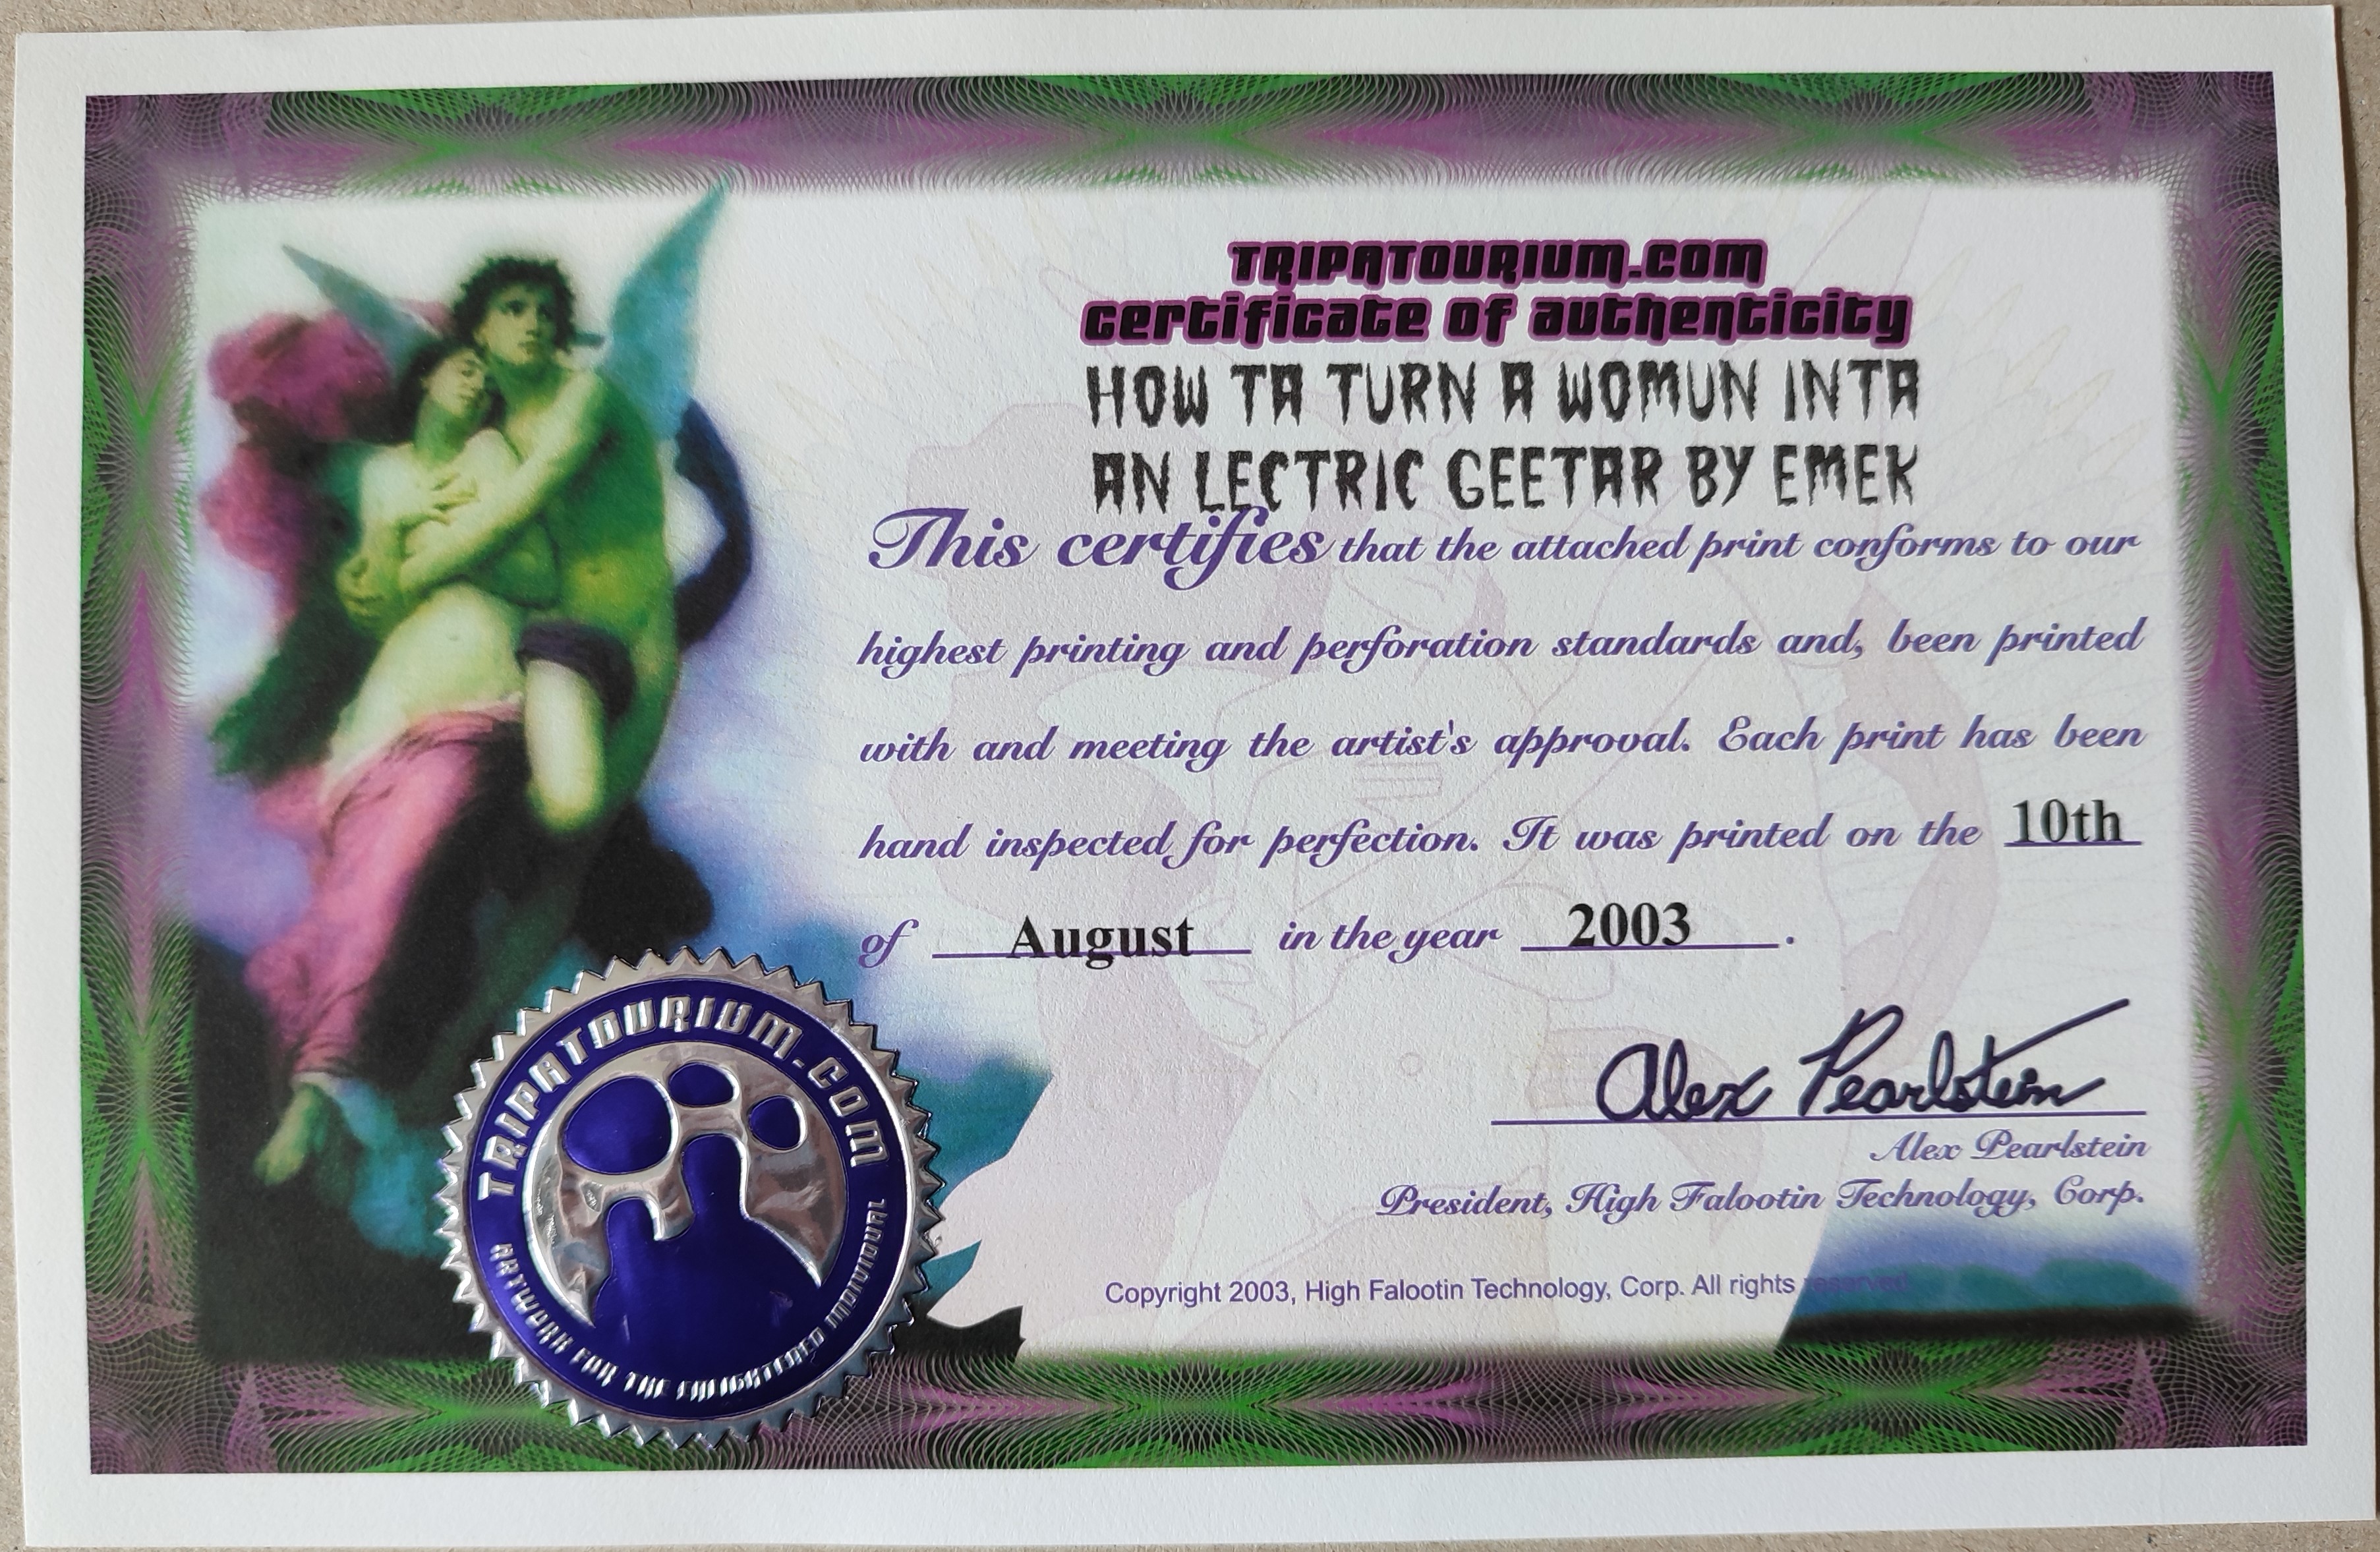 TRIPATOURIUM.COM
certificate of authenticity
HOW TA TURN A WOMUN INTA
AN LECTRIC GEETAR BY EMEK
This certifies that the attached print conforms to our
highest printing and perforation standards and, been printed
with and meeting the artist's approval. Each print has been
hand inspected for perfection. It was printed on the 10th
of August in the year 2003.
Alex Pearlstein
Alex Pearlstein
President, High Falootin Technology, Corp.
Copyright 2003, High Falootin Technology, Corp. All rights reserved
TRIPATOURIUM.COM
ARTWORK FOR THE ENLIGHTENED INDIVIDUAL